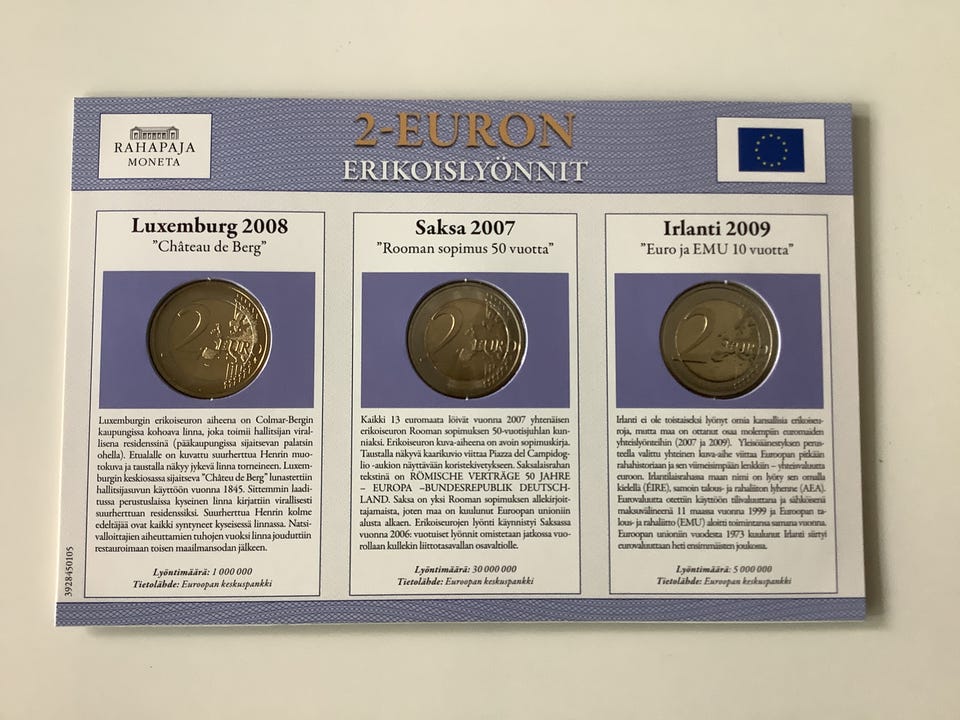 RAHAPAJA
MONETA
2-EURON
ERIKOISLYÖNNIT
Luxemburg 2008
"Château de Berg"
2 EURO
Luxemburgin erikoiseuron aiheena on Colmar-Bergin
kaupungissa kohoava linna, joka toimii hallitsijan viral-
lisena residenssinä (pääkaupungissa sijaitsevan palatsin
ohella). Etualalle on kuvattu suurherttua Henrin muo-
tokuva ja taustalla näkyy jykevä linna torneineen. Luxem-
burgin keskiosassa sijaitseva "Châteu de Berg" lunastettiin
hallitsijasuvun käyttöön vuonna 1845. Sittemmin laadi-
tussa perustuslaissa kyseinen linna kirjattiin virallisesti
suurherttuan residenssiksi. Suurherttua Henrin kolme
edeltäjää ovat kaikki syntyneet kyseisessä linnassa. Natsi-
valloittajien aiheuttamien tuhojen vuoksi linna jouduttiin
restauroimaan toisen maailmansodan jälkeen.
Lyöntimäärä: 1 000 000
Tietolähde: Euroopan keskuspankki
Saksa 2007
"Rooman sopimus 50 vuotta"
2 EURO
Kaikki 13 euromaata löivät vuonna 2007 yhtenäisen
erikoiseuron Rooman sopimuksen 50-vuotisjuhlan kun-
niaksi. Erikoiseuron kuva-aiheena on avoin sopimuskirja.
Taustalla näkyvä kaarikuvio viittaa Piazza del Campidog-
lio -aukion näyttävään koristekivetykseen. Saksalaisrahan
tekstinä on RÖMISCHE VERTRÄGE 50 JAHRE
– EUROPA –BUNDESREPUBLIK DEUTSCH-
LAND. Saksa on yksi Rooman sopimuksen allekirjoit-
tajamaista, joten maa on kuulunut Euroopan unioniin
alusta alkaen. Erikoiseurojen lyönti käynnistyi Saksassa
vuonna 2006: vuotuiset lyönnit omistetaan jatkossa vuo-
rollaan kullekin liittotasavallan osavaltiolle.
Lyöntimäärä: 30 000 000
Tietolähde: Euroopan keskuspankki
Irlanti 2009
"Euro ja EMU 10 vuotta"
2 EURO
Irlanti ei ole toistaiseksi lyönyt omia kansallisia erikoiseu-
roja, mutta maa on ottanut osaa molempiin euromaiden
yhteislyönteihin (2007 ja 2009). Yleisöäänestyksen perus-
teella valittu yhteinen kuva-aihe viittaa Euroopan pitkään
rahahistoriaan ja sen viimeisimpään lenkkiin – yhteisvaluutta
euroon. Irlantilaisrahassa maan nimi on lyöty sen omalla
kielellä (ÉIRE), samoin talous- ja rahaliiton lyhenne (AEA).
Eurovaluutta otettiin käyttöön tilivaluuttana ja sähköisenä
maksuvälineenä 11 maassa vuonna 1999 ja Euroopan ta-
lous- ja rahaliitto (EMU) aloitti toimintansa samana vuonna.
Euroopan unioniin vuodesta 1973 kuulunut Irlanti siirtyi
eurovaluuttaan heti ensimmäisten joukossa.
Lyöntimäärä: 5 000 000
Tietolähde: Euroopan keskuspankki
3928450105